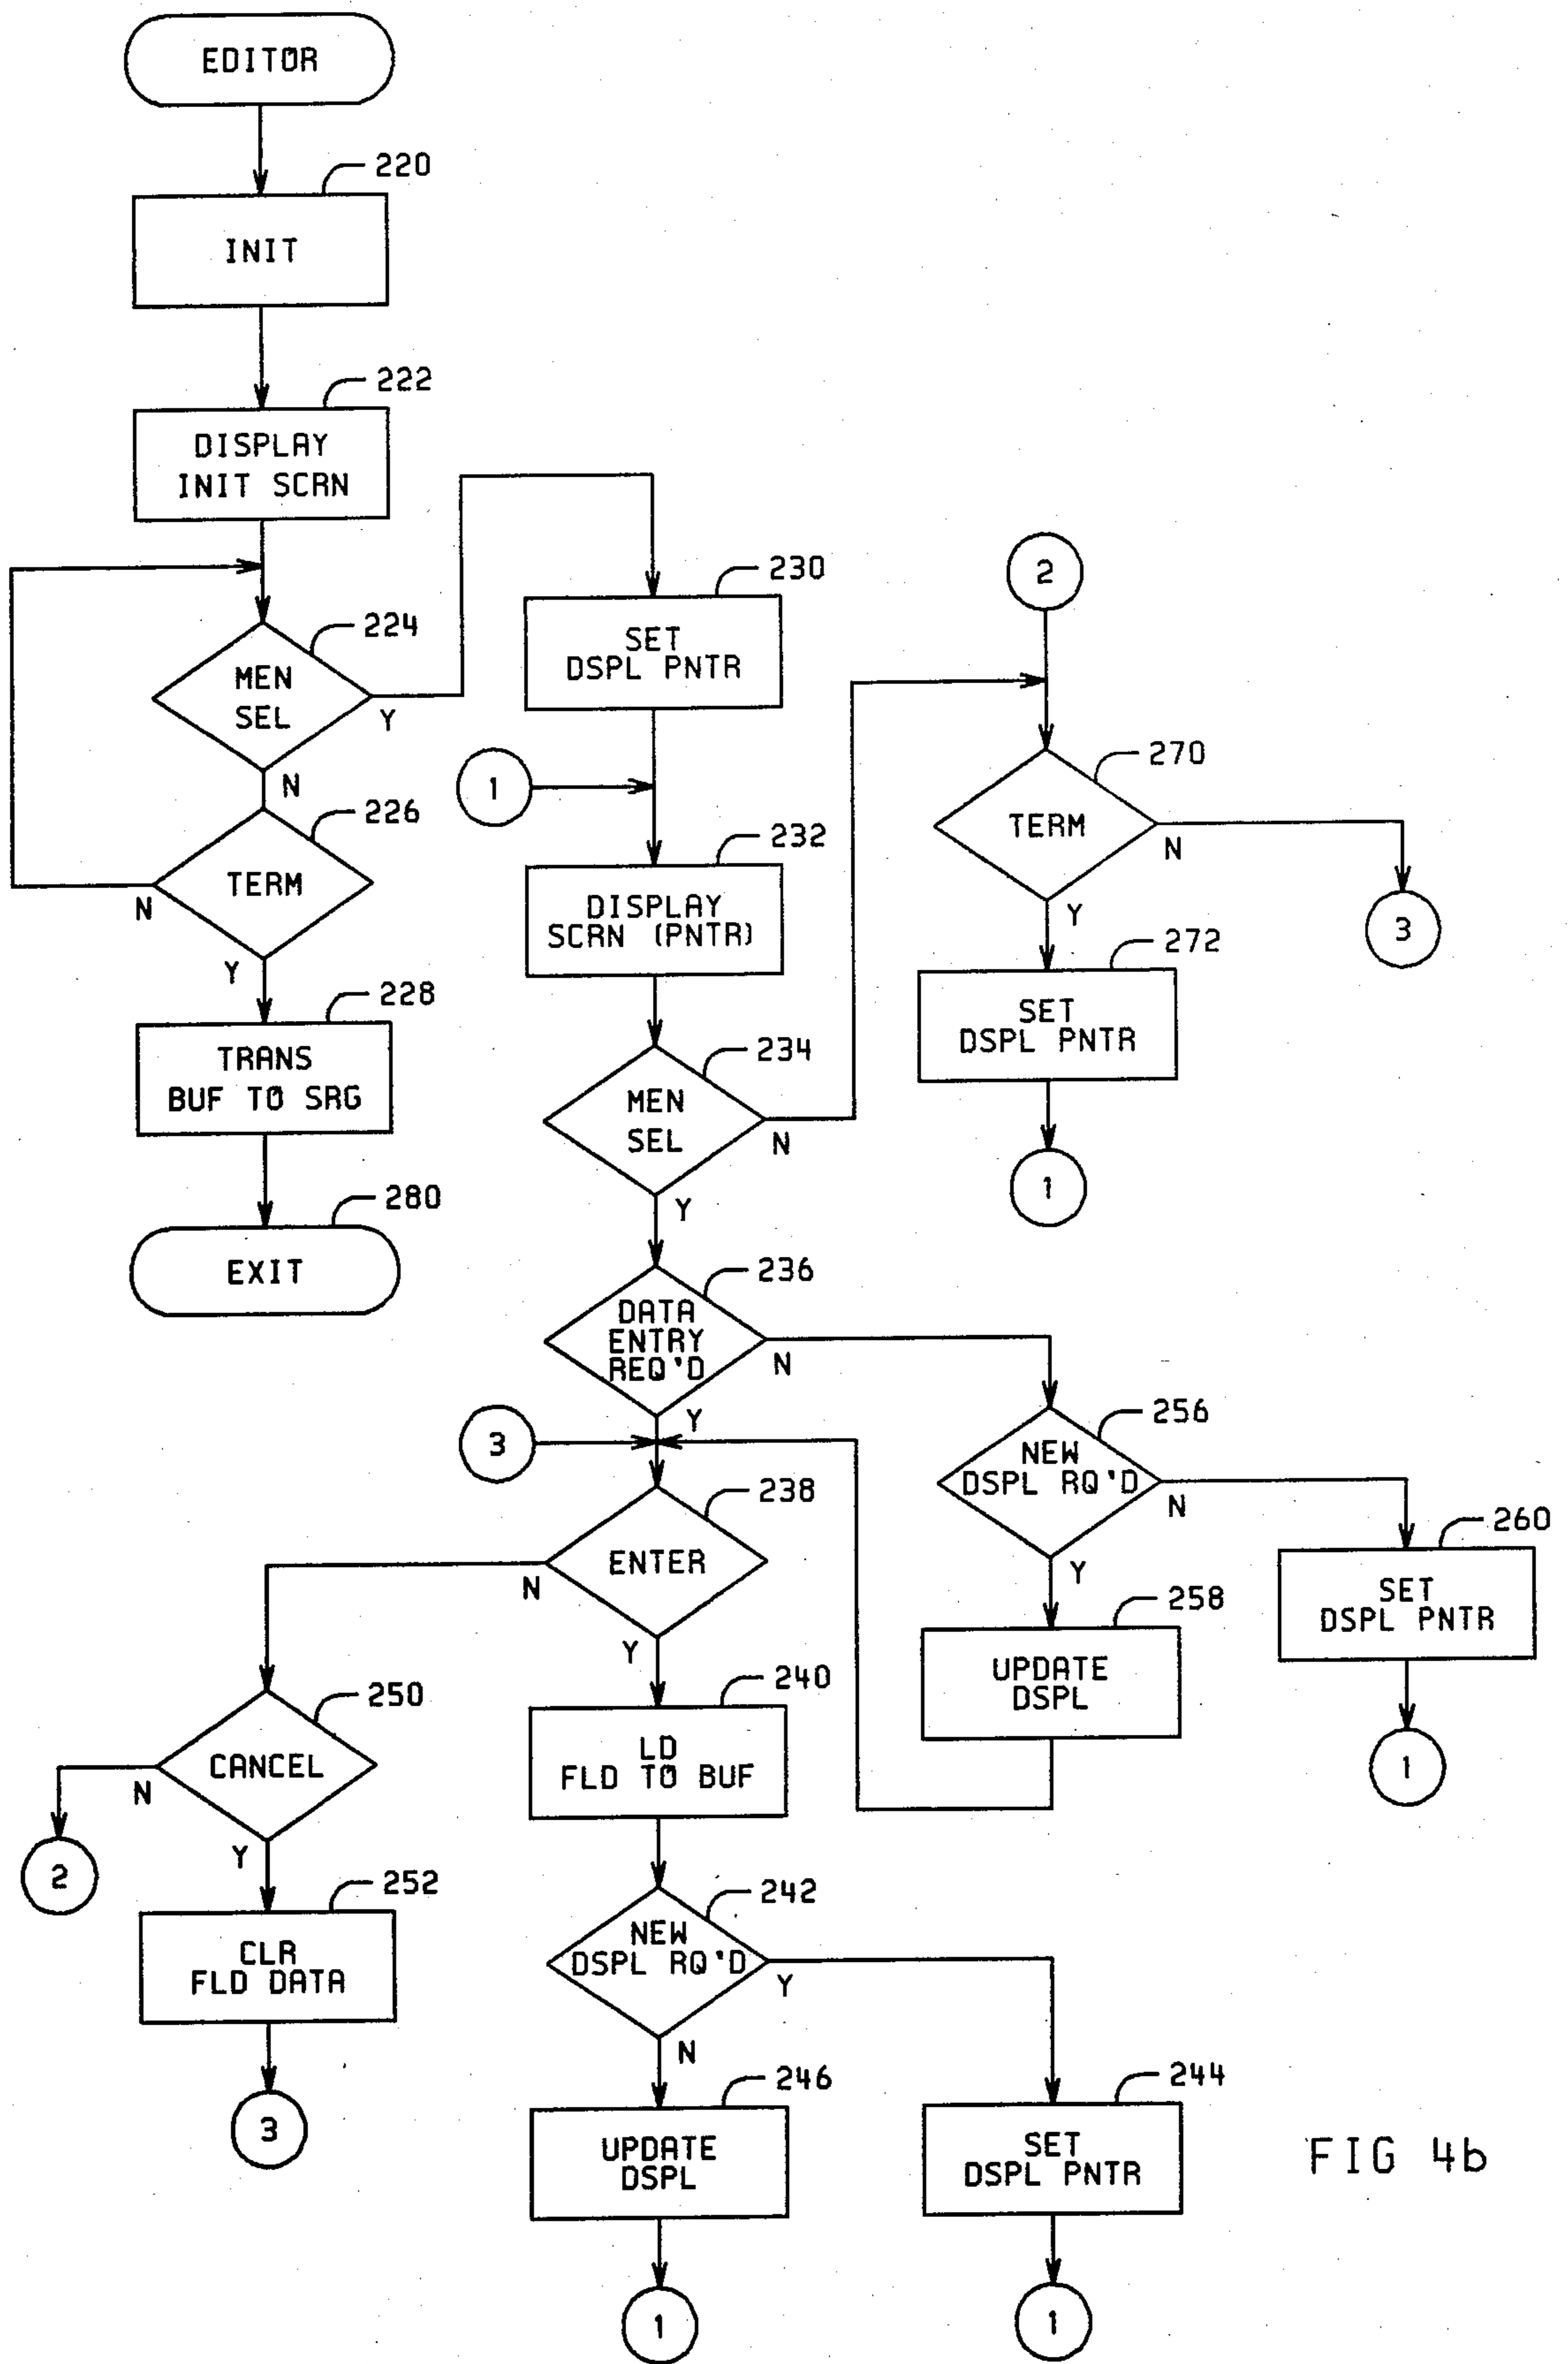 EDITOR
220
INIT
222
DISPLAY
INIT SCRN
224
MEN
SEL
Y
N
226
TERM
N
Y
228
TRANS
BUF TO SRG
280
EXIT
230
SET
DSPL PNTR
1
232
DISPLAY
SCRN (PNTR)
234
MEN
SEL
N
Y
236
DATA
ENTRY
REQ'D
N
Y
3
238
ENTER
N
Y
240
LD
FLD TO BUF
242
NEW
DSPL RQ'D
Y
N
246
UPDATE
DSPL
1
244
SET
DSPL PNTR
1
250
CANCEL
N
Y
2
252
CLR
FLD DATA
3
2
270
TERM
N
Y
3
272
SET
DSPL PNTR
1
256
NEW
DSPL RQ'D
N
Y
258
UPDATE
DSPL
260
SET
DSPL PNTR
1
FIG 4b